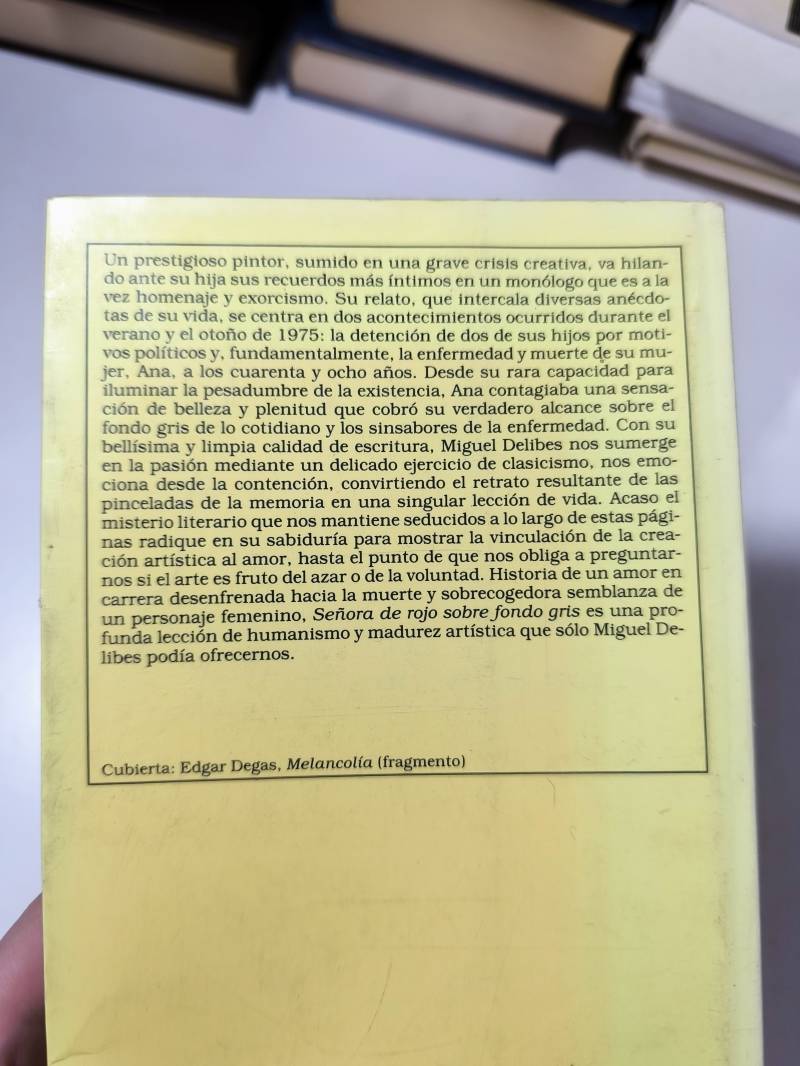 Un prestigioso pintor, sumido en una grave crisis creativa, va hilan-
do ante su hija sus recuerdos más íntimos en un monólogo que es a la
vez homenaje y exorcismo. Su relato, que intercala diversas anécdo-
tas de su vida, se centra en dos acontecimientos ocurridos durante el
verano y el otoño de 1975: la detención de dos de sus hijos por moti-
vos políticos y, fundamentalmente, la enfermedad y muerte de su mu-
jer, Ana, a los cuarenta y ocho años. Desde su rara capacidad para
iluminar la pesadumbre de la existencia, Ana contagiaba una sensa-
ción de belleza y plenitud que cobró su verdadero alcance sobre el
fondo gris de lo cotidiano y los sinsabores de la enfermedad. Con su
bellísima y limpia calidad de escritura, Miguel Delibes nos sumerge
en la pasión mediante un delicado ejercicio de clasicismo, nos emo-
ciona desde la contención, convirtiendo el retrato resultante de las
pinceladas de la memoria en una singular lección de vida. Acaso el
misterio literario que nos mantiene seducidos a lo largo de estas pági-
nas radique en su sabiduría para mostrar la vinculación de la crea-
ción artística al amor, hasta el punto de que nos obliga a preguntar-
nos si el arte es fruto del azar o de la voluntad. Historia de un amor en
carrera desenfrenada hacia la muerte y sobrecogedora semblanza de
un personaje femenino, Señora de rojo sobre fondo gris es una pro-
funda lección de humanismo y madurez artística que sólo Miguel De-
libes podía ofrecernos.
Cubierta: Edgar Degas, Melancolía (fragmento)